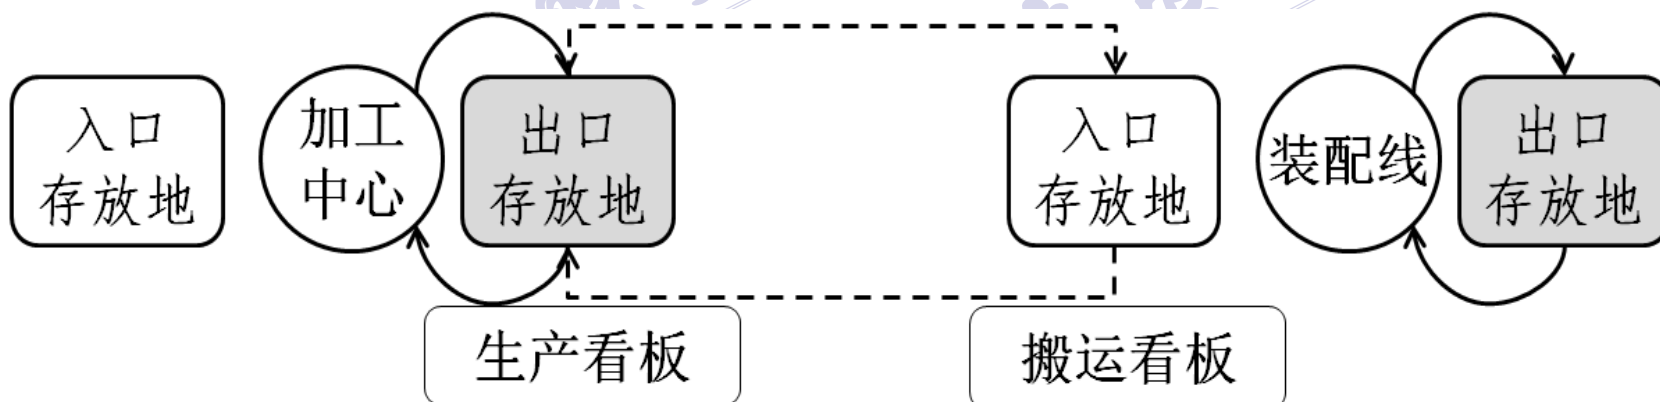 入口
存放地
加工
中心
出口
存放地
入口
存放地
装配线
出口
存放地
生产看板
搬运看板